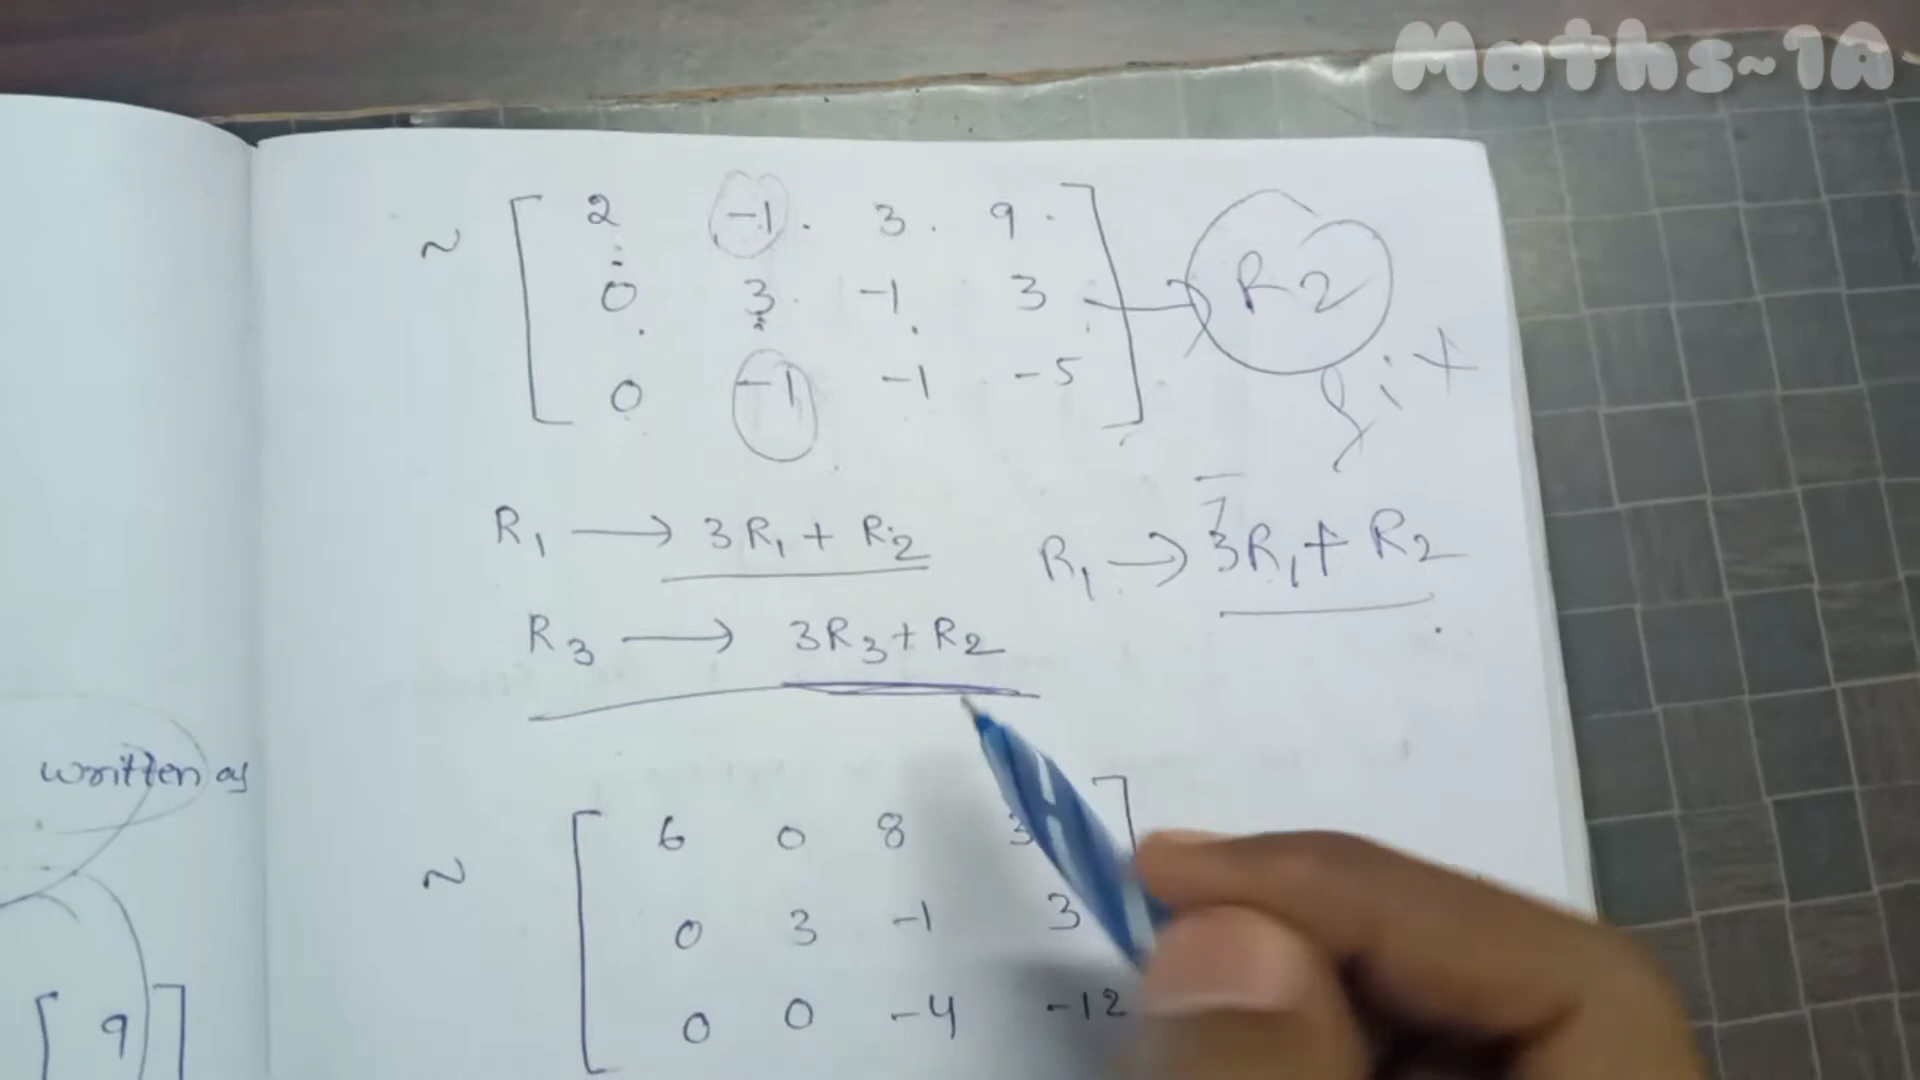 Maths~1A
~ [ 2 -1 3 9 ]
0 3 -1 3 → R2
0 -1 -1 -5
fix
R₁ → 3R₁ + R₂
R₁ → 3R₁ + R₂
R₃ → 3R₃ + R₂
written as
~ [ 6 0 8 3
0 3 -1 3
0 0 -4 -12
[ 9 ]